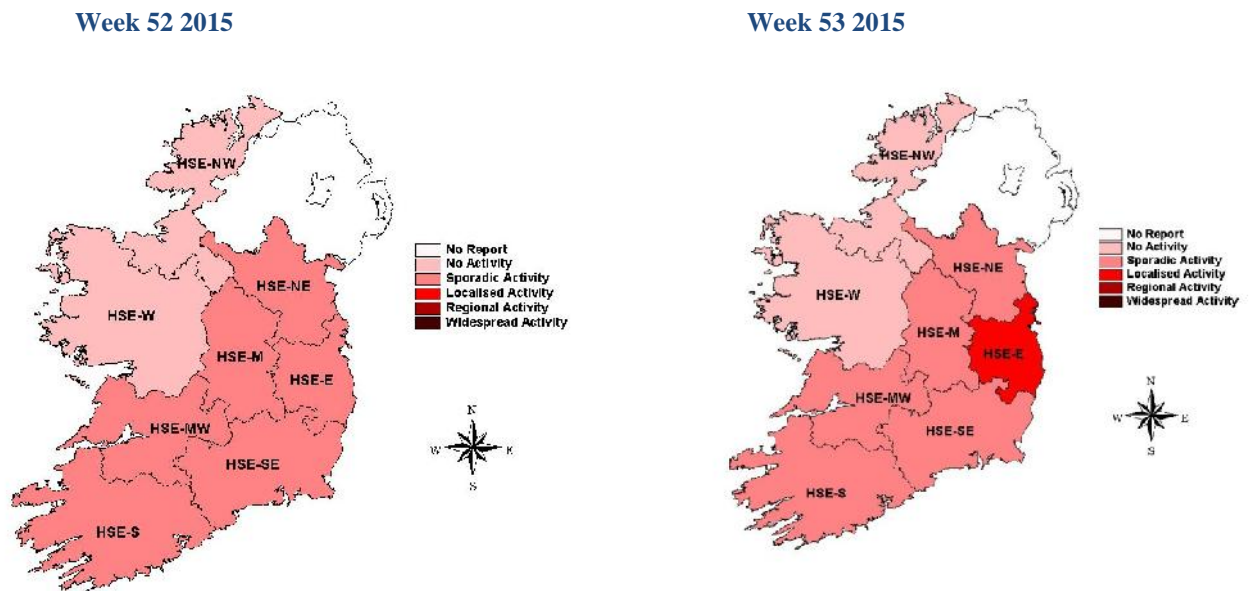 Week 52 2015
HSE-NW
HSE-NE
HSE-W
HSE-M
HSE-E
HSE-MW
HSE-SE
HSE-S
No Report
No Activity
Sporadic Activity
Localised Activity
Regional Activity
Widespread Activity
N
W
E
S
Week 53 2015
HSE-NW
HSE-NE
HSE-W
HSE-M
HSE-E
HSE-MW
HSE-SE
HSE-S
No Report
No Activity
Sporadic Activity
Localised Activity
Regional Activity
Widespread Activity
N
W
E
S